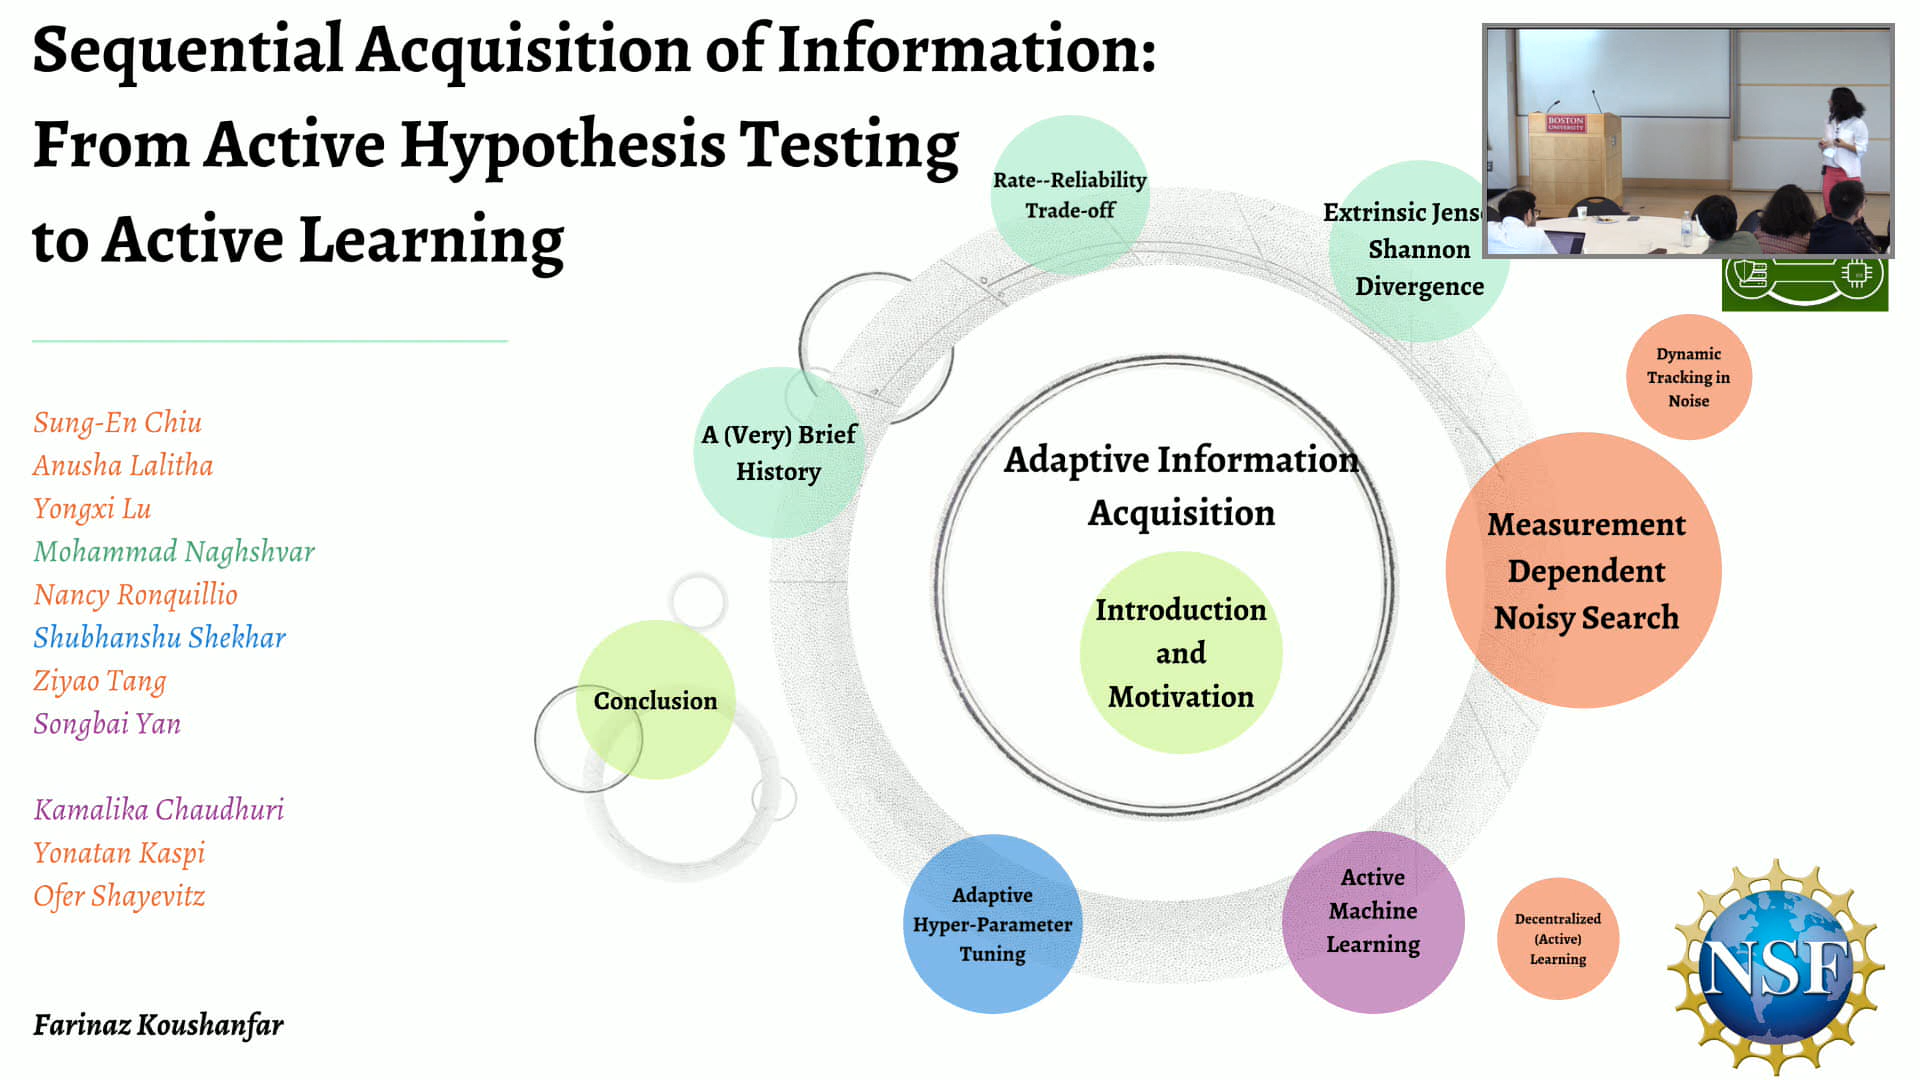 Sequential Acquisition of Information:
From Active Hypothesis Testing
to Active Learning
Sung-En Chiu
Anusha Lalitha
Yongxi Lu
Mohammad Naghshvar
Nancy Ronquillio
Shubhanshu Shekhar
Ziyao Tang
Songbai Yan
Kamalika Chaudhuri
Yonatan Kaspi
Ofer Shayevitz
Farinaz Koushanfar
Rate--Reliability
Trade-off
Extrinsic Jens
Shannon
Divergence
BOSTON
UNIVERSITY
Dynamic
Tracking in
Noise
A (Very) Brief
History
Adaptive Information
Acquisition
Introduction
and
Motivation
Measurement
Dependent
Noisy Search
Conclusion
Adaptive
Hyper-Parameter
Tuning
Active
Machine
Learning
Decentralized
(Active)
Learning
NSF